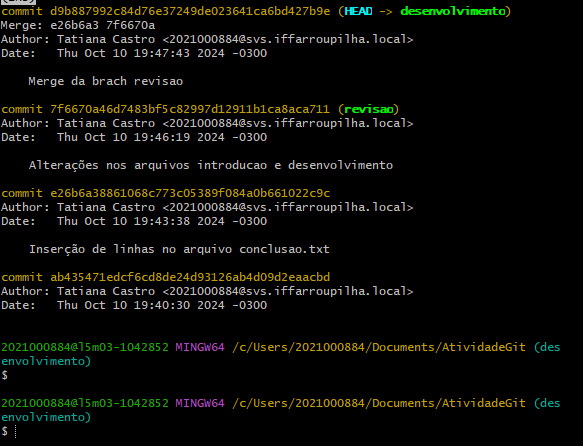 commit d9b887992c84d76e37249de023641ca6bd427b9e (HEAD -> desenvolvimento)
Merge: e26b6a3 7f6670a
Author: Tatiana Castro <2021000884@svs.iffarroupilha.local>
Date:   Thu Oct 10 19:47:43 2024 -0300

    Merge da brach revisao

commit 7f6670a46d7483bf5c82997d12911b1ca8aca711 (revisao)
Author: Tatiana Castro <2021000884@svs.iffarroupilha.local>
Date:   Thu Oct 10 19:46:19 2024 -0300

    Alterações nos arquivos introducao e desenvolvimento

commit e26b6a38861068c773c05389f084a0b661022c9c
Author: Tatiana Castro <2021000884@svs.iffarroupilha.local>
Date:   Thu Oct 10 19:43:38 2024 -0300

    Inserção de linhas no arquivo conclusao.txt

commit ab435471edcf6cd8de24d93126ab4d09d2eaacbd
Author: Tatiana Castro <2021000884@svs.iffarroupilha.local>
Date:   Thu Oct 10 19:40:30 2024 -0300

2021000884@l5m03-1042852 MINGW64 /c/Users/2021000884/Documents/AtividadeGit (des
envolvimento)
$

2021000884@l5m03-1042852 MINGW64 /c/Users/2021000884/Documents/AtividadeGit (des
envolvimento)
$